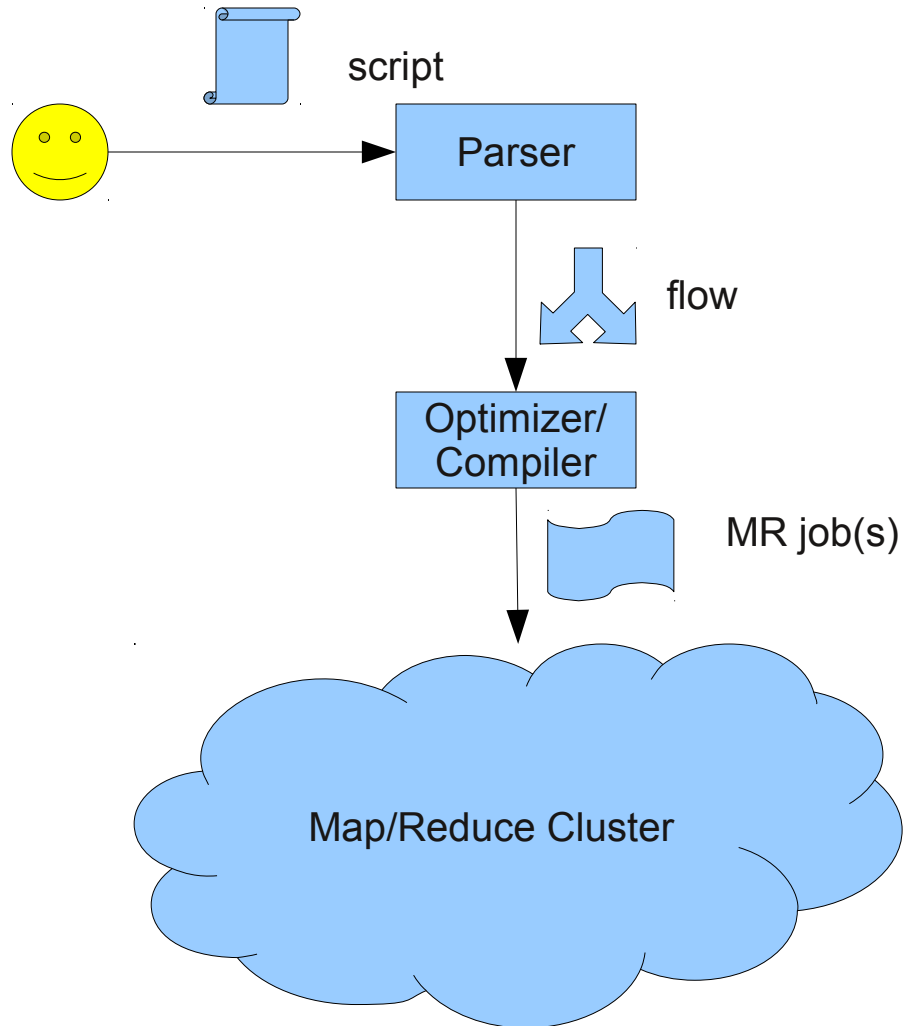 script
Parser
flow
Optimizer/
Compiler
MR job(s)
Map/Reduce Cluster